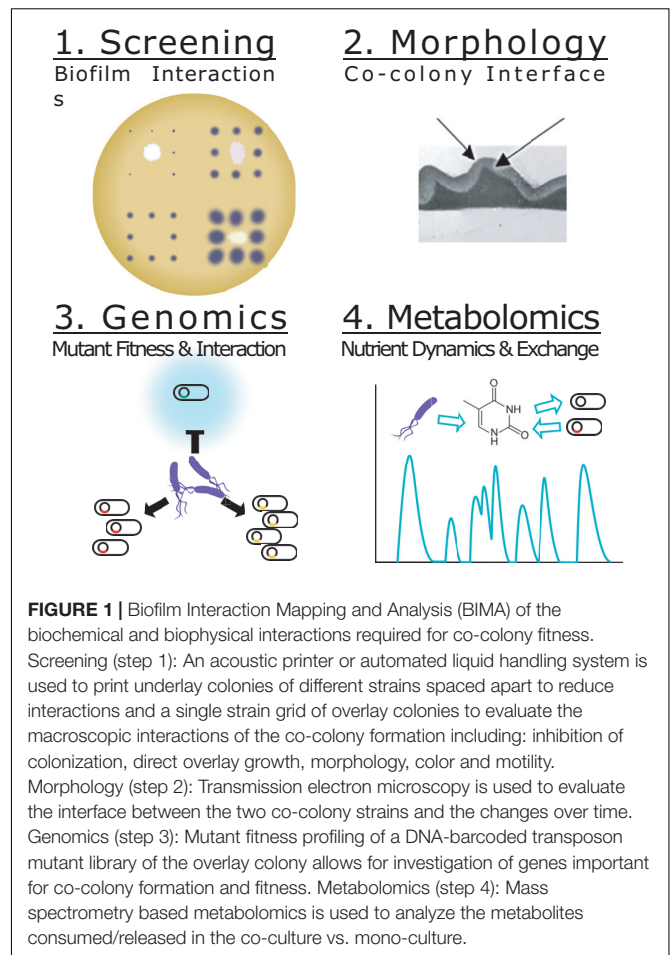 1. Screening
Biofilm Interaction
s
2. Morphology
Co-colony Interface
3. Genomics
Mutant Fitness & Interaction
4. Metabolomics
Nutrient Dynamics & Exchange
O
NH
N
H
O
FIGURE 1 | Biofilm Interaction Mapping and Analysis (BIMA) of the
biochemical and biophysical interactions required for co-colony fitness.
Screening (step 1): An acoustic printer or automated liquid handling system is
used to print underlay colonies of different strains spaced apart to reduce
interactions and a single strain grid of overlay colonies to evaluate the
macroscopic interactions of the co-colony formation including: inhibition of
colonization, direct overlay growth, morphology, color and motility.
Morphology (step 2): Transmission electron microscopy is used to evaluate
the interface between the two co-colony strains and the changes over time.
Genomics (step 3): Mutant fitness profiling of a DNA-barcoded transposon
mutant library of the overlay colony allows for investigation of genes important
for co-colony formation and fitness. Metabolomics (step 4): Mass
spectrometry based metabolomics is used to analyze the metabolites
consumed/released in the co-culture vs. mono-culture.